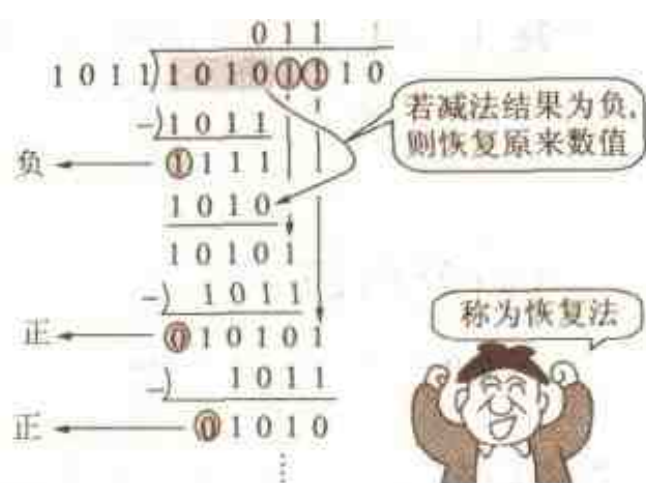 0 1 1
1 0 1 1)1 0 1 0 1 1 1 0
-)1 0 1 1
负 1 1 1 1
若减法结果为负,
则恢复原来数值
1 0 1 0
1 0 1 0 1
-) 1 0 1 1
正 0 1 0 1 0 1
-) 1 0 1 1
正 0 1 0 1 0
称为恢复法